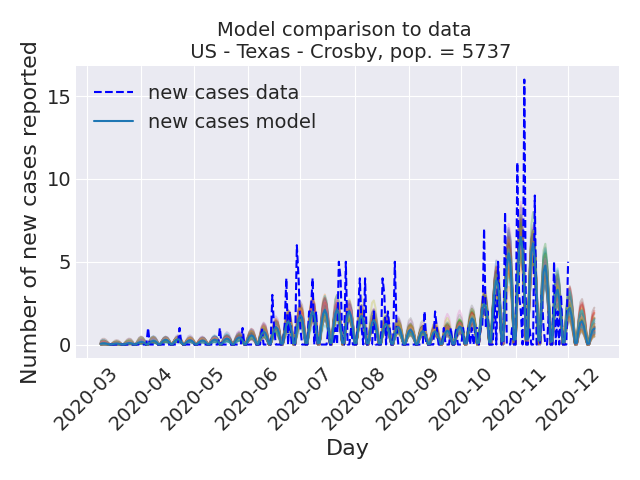 Model comparison to data
US - Texas - Crosby, pop. = 5737
Number of new cases reported
15
10
5
0
new cases data
new cases model
2020-03
2020-04
2020-05
2020-06
2020-07
2020-08
2020-09
2020-10
2020-11
2020-12
Day